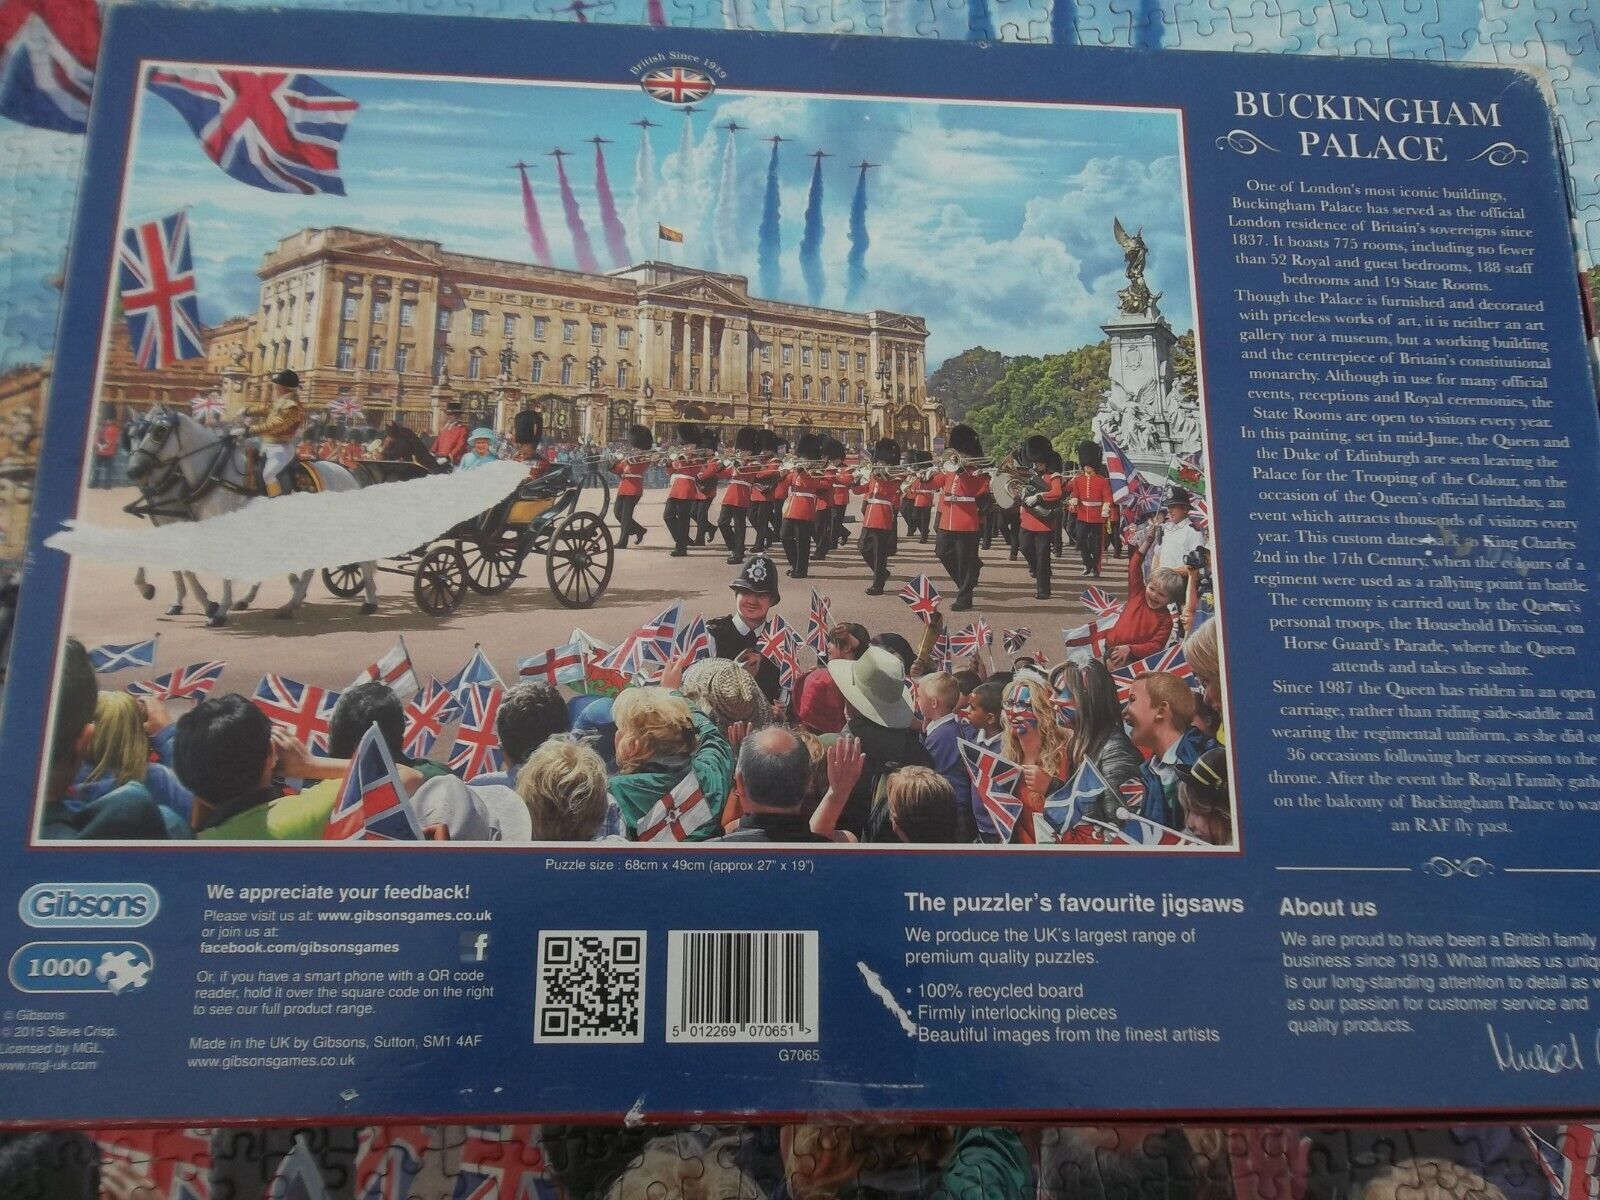 British Since 1919
BUCKINGHAM
PALACE
One of London's most iconic buildings,
Buckingham Palace has served as the official
London residence of Britain's sovereigns since
1837. It boasts 775 rooms, including no fewer
than 52 Royal and guest bedrooms, 188 staff
bedrooms and 19 State Rooms.
Though the Palace is furnished and decorated
with priceless works of art, it is neither an art
gallery nor a museum, but a working building
and the centrepiece of Britain's constitutional
monarchy. Although in use for many official
events, receptions and Royal ceremonies, the
State Rooms are open to visitors every year.
In this painting, set in mid-June, the Queen and
the Duke of Edinburgh are seen leaving the
Palace for the Trooping of the Colour, on the
occasion of the Queen's official birthday, an
event which attracts thousands of visitors every
year. This custom dates to King Charles
2nd in the 17th Century, when the colours of a
regiment were used as a rallying point in battle.
The ceremony is carried out by the Queen's
personal troops, the Household Division, on
Horse Guard's Parade, where the Queen
attends and takes the salute.
Since 1987 the Queen has ridden in an open
carriage, rather than riding side-saddle and
wearing the regimental uniform, as she did on
36 occasions following her accession to the
throne. After the event the Royal Family gath
on the balcony of Buckingham Palace to wa
an RAF fly past.
Puzzle size : 68cm x 49cm (approx 27" x 19")
Gibsons
1000
© Gibsons
© 2015 Steve Crisp.
Licensed by MGL,
www.mgl-uk.com
We appreciate your feedback!
Please visit us at: www.gibsonsgames.co.uk
or join us at:
facebook.com/gibsonsgames
f
Or, if you have a smart phone with a QR code
reader, hold it over the square code on the right
to see our full product range.
Made in the UK by Gibsons, Sutton, SM1 4AF
www.gibsonsgames.co.uk
5 012269 070651 >
G7065
The puzzler's favourite jigsaws
We produce the UK's largest range of
premium quality puzzles.
• 100% recycled board
• Firmly interlocking pieces
Beautiful images from the finest artists
About us
We are proud to have been a British family
business since 1919. What makes us uniq
is our long-standing attention to detail as w
as our passion for customer service and
quality products.